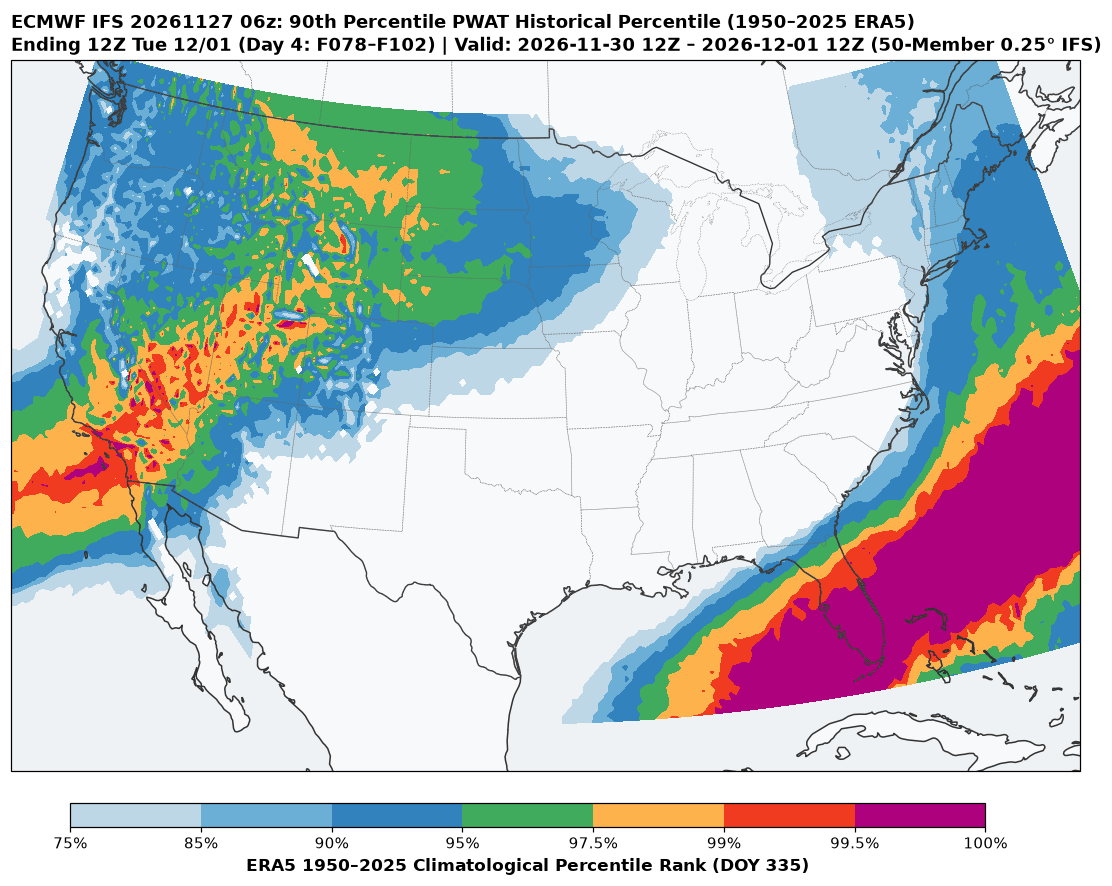 ECMWF IFS 20261127 06z: 90th Percentile PWAT Historical Percentile (1950–2025 ERA5)
Ending 12Z Tue 12/01 (Day 4: F078–F102) | Valid: 2026-11-30 12Z – 2026-12-01 12Z (50-Member 0.25° IFS)
75% 85% 90% 95% 97.5% 99% 99.5% 100%
ERA5 1950–2025 Climatological Percentile Rank (DOY 335)